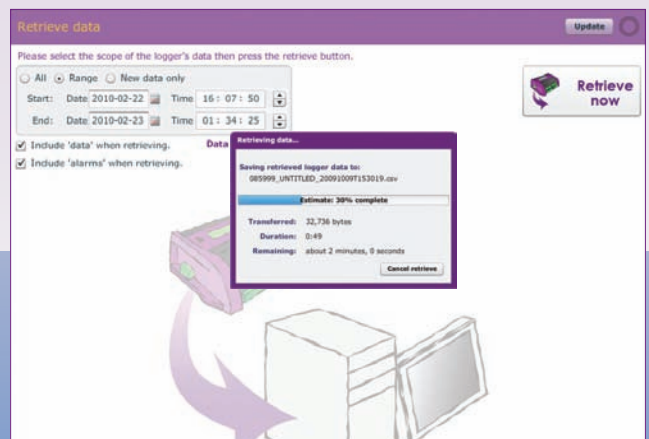 Retrieve data
Update
Please select the scope of the logger's data then press the retrieve button.
All Range New data only
Start: Date 2010-02-22 Time 16: 07: 50
End: Date 2010-02-23 Time 01: 34: 25
Retrieve
now
Include 'data' when retrieving.
Data
Include 'alarms' when retrieving.
Retrieving data...
Saving retrieved logger data to:
085999_UNTITLED_20091009T153019.csv
Estimate: 30% complete
Transferred: 32,736 bytes
Duration: 0:49
Remaining: about 2 minutes, 0 seconds
Cancel retrieve